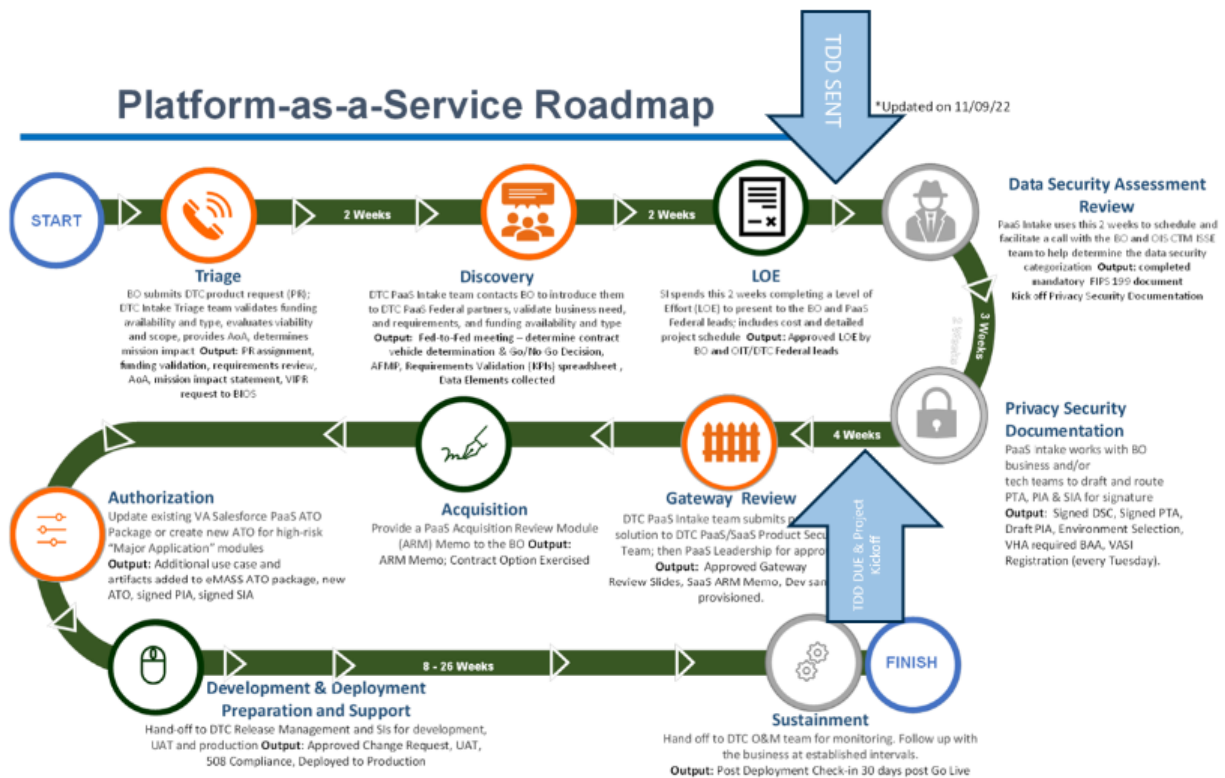 TDD SENT
Platform-as-a-Service Roadmap
*Updated on 11/09/22
START
2 Weeks
2 Weeks
Triage
BO submits DTC product request (PR);
DTC Intake Triage team validates funding
availability and type, evaluates viability
and scope, provides AoA, determines
mission impact Output: PR assignment,
funding validation, requirements review,
AoA, mission impact statement, VIPR
request to BIOS
Discovery
DTC PaaS Intake team contacts BO to introduce them
to DTC PaaS Federal partners, validate business need,
and requirements, and funding availability and type
Output: Fed-to-Fed meeting – determine contract
vehicle determination & Go/No Go Decision,
AFMP, Requirements Validation (KPIs) spreadsheet ,
Data Elements collected
LOE
SI spends this 2 weeks completing a Level of
Effort (LOE) to present to the BO and PaaS
Federal leads; includes cost and detailed
project schedule Output: Approved LOE by
BO and OIT/DTC Federal leads
Data Security Assessment
Review
PaaS Intake uses this 2 weeks to schedule and
facilitate a call with the BO and OIS CTM ISSE
team to help determine the data security
categorization Output: completed
mandatory FIPS 199 document
Kick off Privacy Security Documentation
2 Weeks
3 Weeks
Privacy Security
Documentation
PaaS intake works with BO
business and/or
tech teams to draft and route
PTA, PIA & SIA for signature
Output: Signed DSC, Signed PTA,
Draft PIA, Environment Selection,
VHA required BAA, VASI
Registration (every Tuesday).
4 Weeks
TDD DUE & Project
Kickoff
Gateway Review
DTC PaaS Intake team submits
solution to DTC PaaS/SaaS Product
Team; then PaaS Leadership for
Output: Approved Gateway
Review Slides, SaaS ARM Memo, Dev
provisioned.
Acquisition
Provide a PaaS Acquisition Review Module
(ARM) Memo to the BO Output:
ARM Memo; Contract Option Exercised
Authorization
Update existing VA Salesforce PaaS ATO
Package or create new ATO for high-risk
“Major Application” modules
Output: Additional use case and
artifacts added to eMASS ATO package, new
ATO, signed PIA, signed SIA
8 - 26 Weeks
Development & Deployment
Preparation and Support
Hand-off to DTC Release Management and SIs for development,
UAT and production Output: Approved Change Request, UAT,
508 Compliance, Deployed to Production
FINISH
Sustainment
Hand off to DTC O&M team for monitoring. Follow up with
the business at established intervals.
Output: Post Deployment Check-in 30 days post Go Live